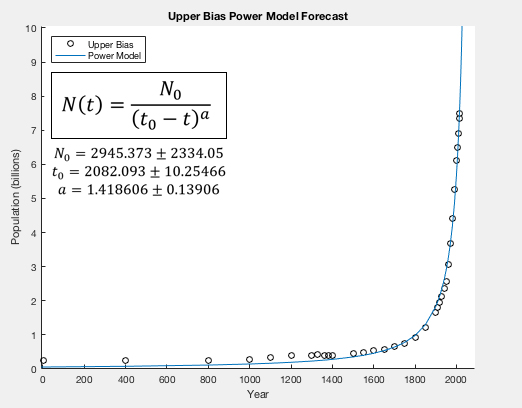 Upper Bias Power Model Forecast
Upper Bias
Power Model
N(t) = N₀ / (t₀ − t)ᵃ
N₀ = 2945.373 ± 2334.05
t₀ = 2082.093 ± 10.25466
a = 1.418606 ± 0.13906
Population (billions)
10
9
8
7
6
5
4
3
2
1
0
0 200 400 600 800 1000 1200 1400 1600 1800 2000
Year